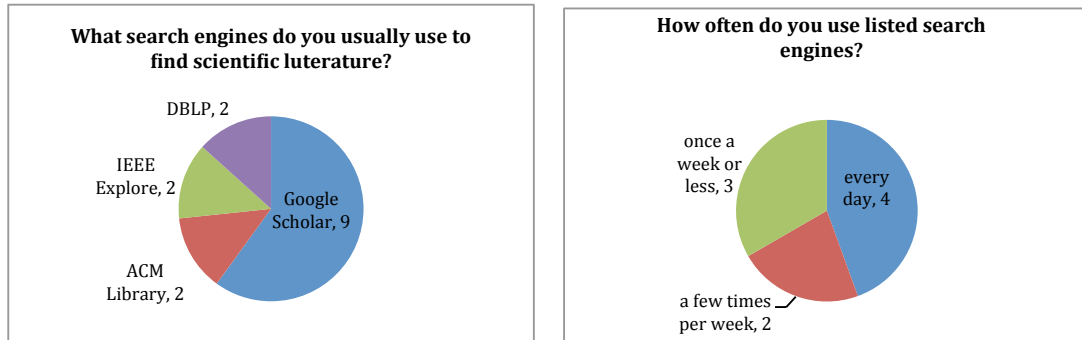 What search engines do you usually use to
find scientific luterature?
DBLP, 2
IEEE
Explore, 2
Google
Scholar, 9
ACM
Library, 2
How often do you use listed search
engines?
once a
week or
less, 3
every
day, 4
a few times
per week, 2